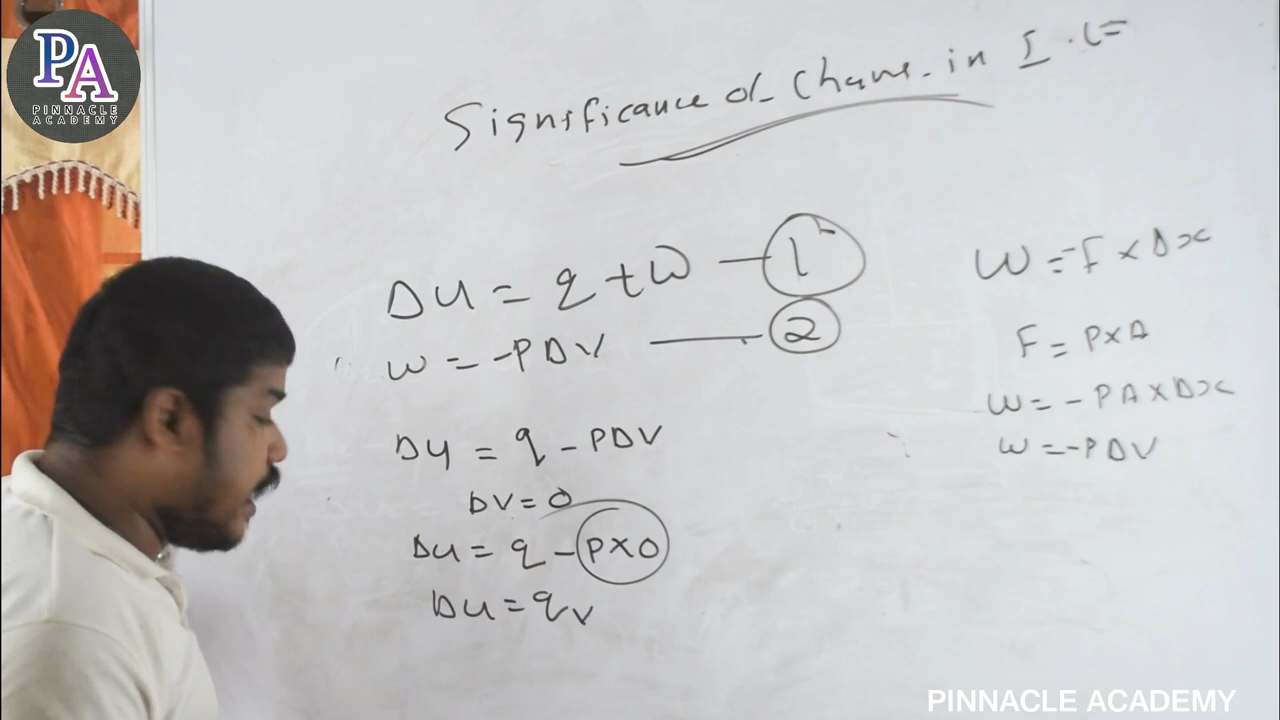 PA
PINNACLE
ACADEMY
Significance of Chans. in I.E
ΔU = q + W — 1
W = -PΔV — 2
ΔU = q - PΔV
ΔV = 0
ΔU = q - P×0
ΔU = qv
W = -F × Δx
F = P×A
W = - PA×Δx
W = -PΔV
PINNACLE ACADEMY